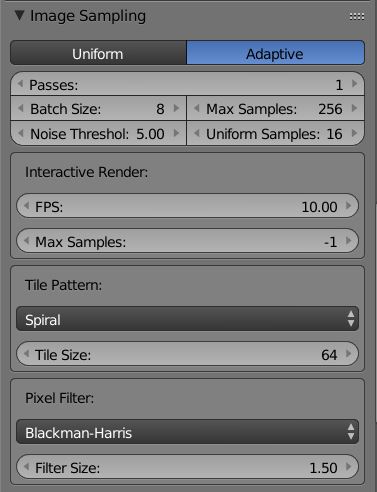 Image Sampling
Uniform Adaptive
Passes: 1
Batch Size: 8 Max Samples: 256
Noise Threshol: 5.00 Uniform Samples: 16
Interactive Render:
FPS: 10.00
Max Samples: -1
Tile Pattern:
Spiral
Tile Size: 64
Pixel Filter:
Blackman-Harris
Filter Size: 1.50